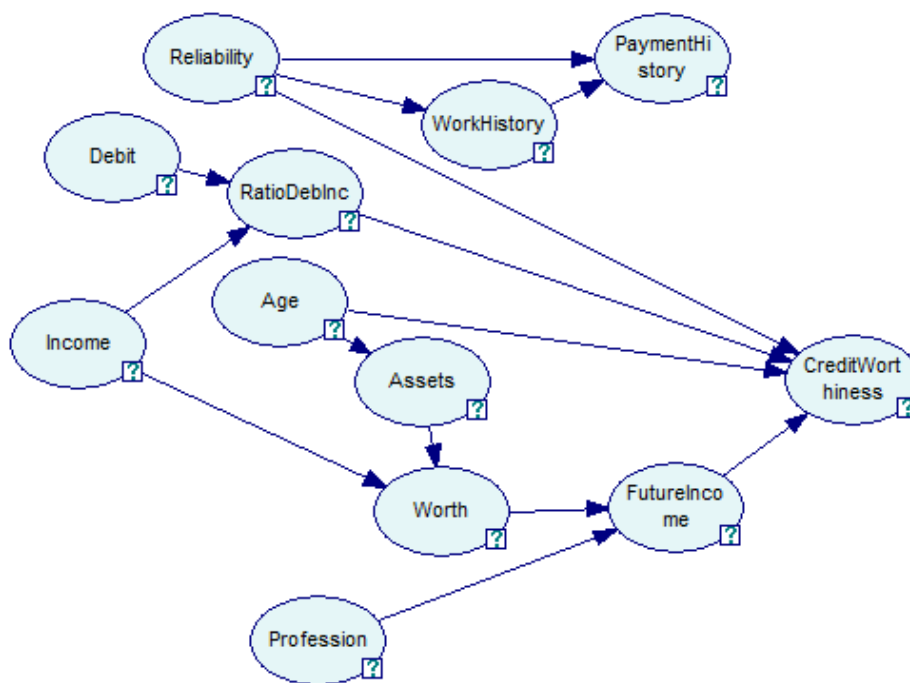 Reliability
?
PaymentHi
story
?
WorkHistory
?
Debit
?
RatioDebInc
?
Age
?
Income
?
Assets
?
CreditWort
hiness
?
Worth
?
FutureInco
me
?
Profession
?